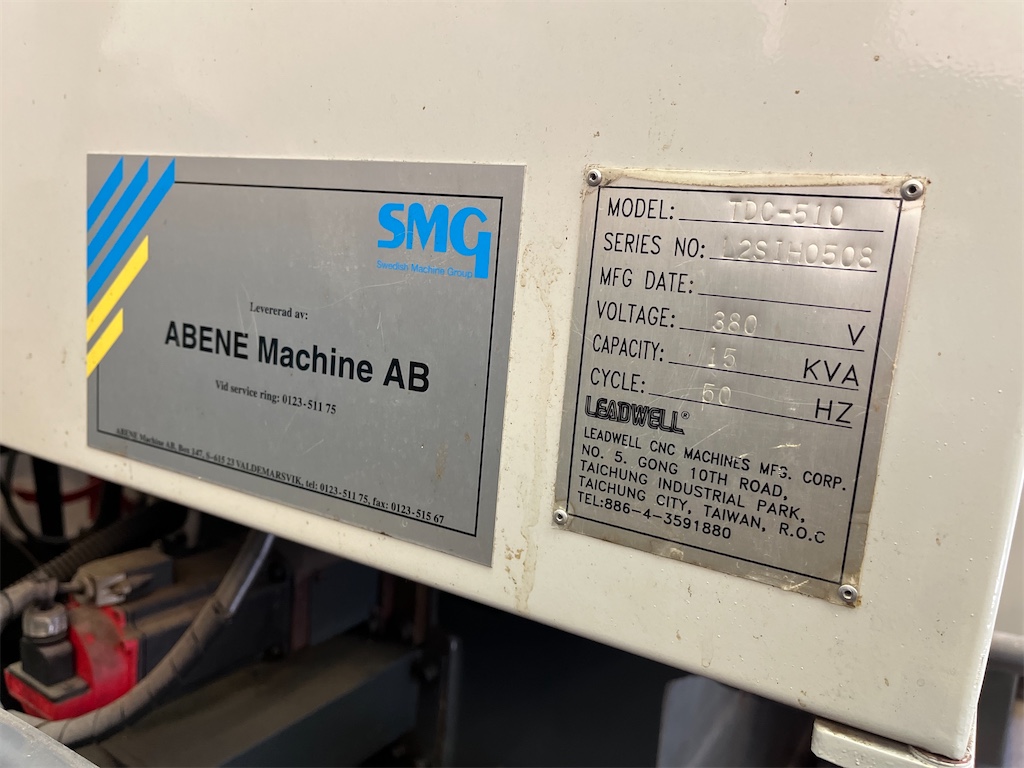 SMG
Swedish Machine Group
Levererad av:
ABENE Machine AB
Vid service ring: 0123-511 75
ABENE Machine AB, Box 147, S-615 23 VALDEMARSVIK, tel: 0123-511 75, fax: 0123-515 67
MODEL: TDC-510
SERIES NO: L2SIH0508
MFG DATE:
VOLTAGE: 380 V
CAPACITY: 15 KVA
CYCLE: 50 HZ
LEADWELL®
LEADWELL CNC MACHINES MFG. CORP.
NO. 5, GONG 10TH ROAD,
TAICHUNG INDUSTRIAL PARK,
TAICHUNG CITY, TAIWAN, R.O.C
TEL:886-4-3591880